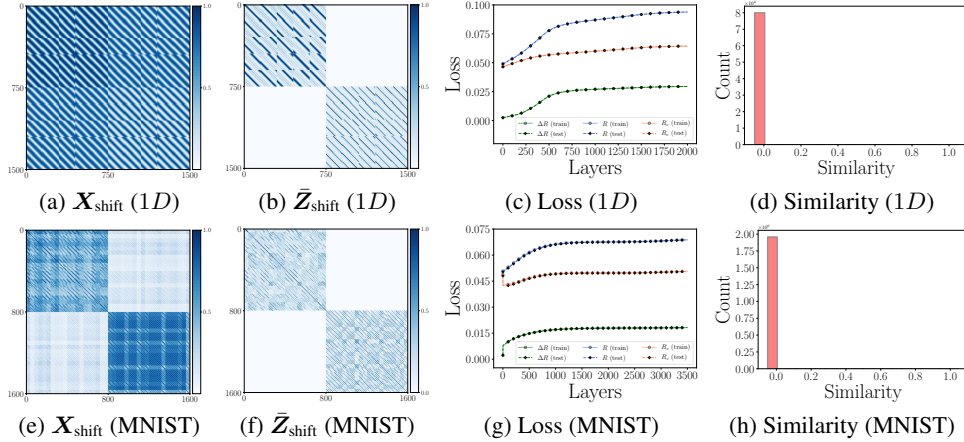 0
750
1500
0 750 1500
1.0
0.5
(a) X_shift (1D)
0
750
1500
0 750 1500
1.0
0.5
(b) Z̄_shift (1D)
Loss
0.100
0.075
0.050
0.025
0.000
ΔR (train) R (train) R_c (train)
ΔR (test) R (test) R_c (test)
0 250 500 750 1000 1250 1500 1750 2000
Layers
(c) Loss (1D)
Count
8
7
6
5
4
3
2
1
0
0.0 0.2 0.4 0.6 0.8 1.0
Similarity
(d) Similarity (1D)
0
800
1600
0 800 1600
1.0
0.5
0.0
(e) X_shift (MNIST)
0
800
1600
0 800 1600
1.0
0.5
0.0
(f) Z̄_shift (MNIST)
Loss
0.075
0.060
0.045
0.030
0.015
0.000
ΔR (train) R (train) R_c (train)
ΔR (test) R (test) R_c (test)
0 500 1000 1500 2000 2500 3000 3500
Layers
(g) Loss (MNIST)
Count
2.00
1.75
1.50
1.25
1.00
0.75
0.50
0.25
0.00
0.0 0.2 0.4 0.6 0.8 1.0
Similarity
(h) Similarity (MNIST)